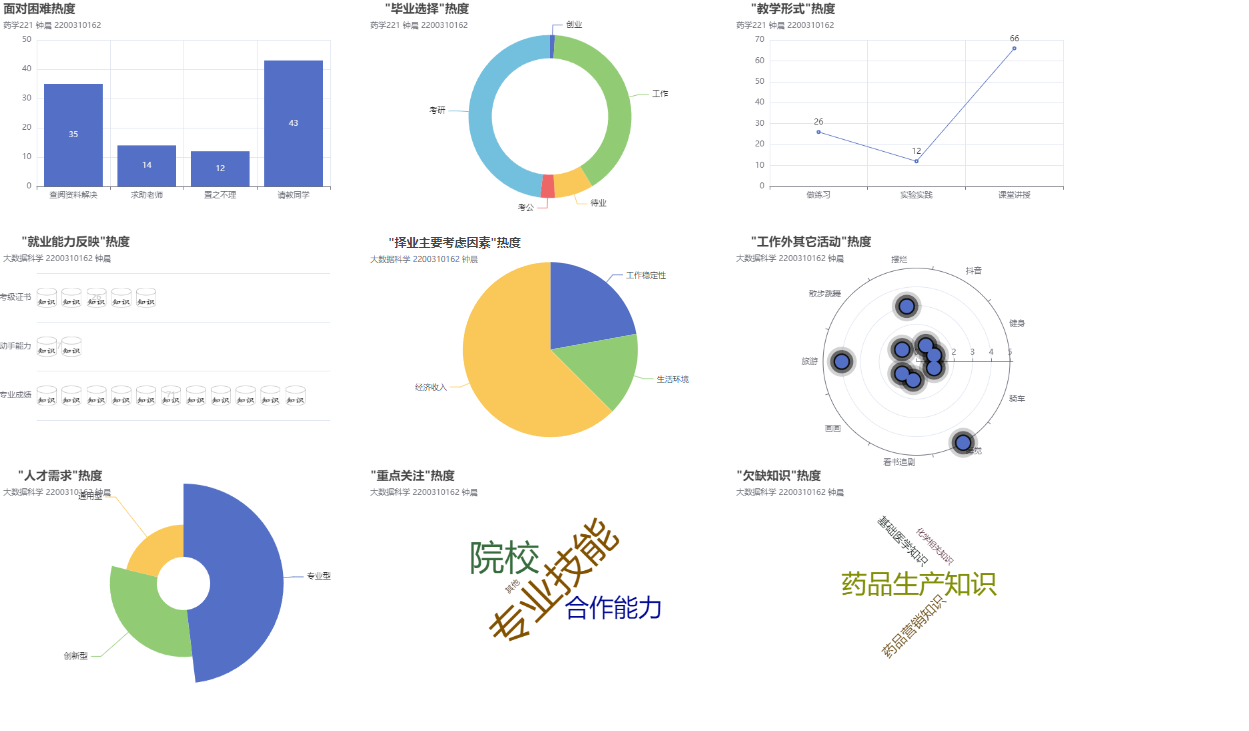 面对困难热度
药学221 钟晨 2200310162
50
40
30
20
10
0
35
14
12
43
查阅资料解决
求助老师
置之不理
请教同学
"毕业选择"热度
药学221 钟晨 2200310162
创业
工作
考研
待业
考公
"教学形式"热度
药学221 钟晨 2200310162
70
60
50
40
30
20
10
0
26
12
66
做练习
实验实践
课堂讲授
"就业能力反映"热度
大数据科学 2200310162 钟晨
考级证书
知识 知识 知识 知识 知识
动手能力
知识 知识
专业成绩
知识 知识 知识 知识 知识 知识 知识 知识 知识 知识 知识
"择业主要考虑因素"热度
大数据科学 2200310162 钟晨
工作稳定性
生活环境
经济收入
"工作外其它活动"热度
大数据科学 2200310162 钟晨
摆烂
抖音
散步跳舞
健身
旅游
2 3 4 5
骑车
画画
看书追剧
"人才需求"热度
大数据科学 2200310162 钟晨
通用型
专业型
创新型
"重点关注"热度
大数据科学 2200310162 钟晨
院校
专业技能
其他
合作能力
"欠缺知识"热度
大数据科学 2200310162 钟晨
基础医学知识
化学相关知识
药品生产知识
药品营销知识